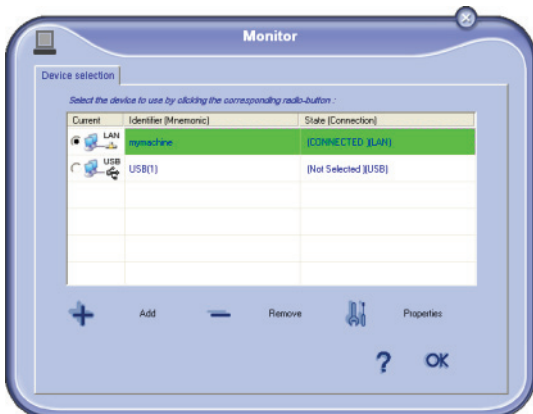 Monitor
Device selection
Select the device to use by clicking the corresponding radio-button :
Current Identifier (Mnemonic) State (Connection)
LAN mymachine (CONNECTED )(LAN)
USB USB(1) (Not Selected )(USB)
Add Remove Properties
? OK